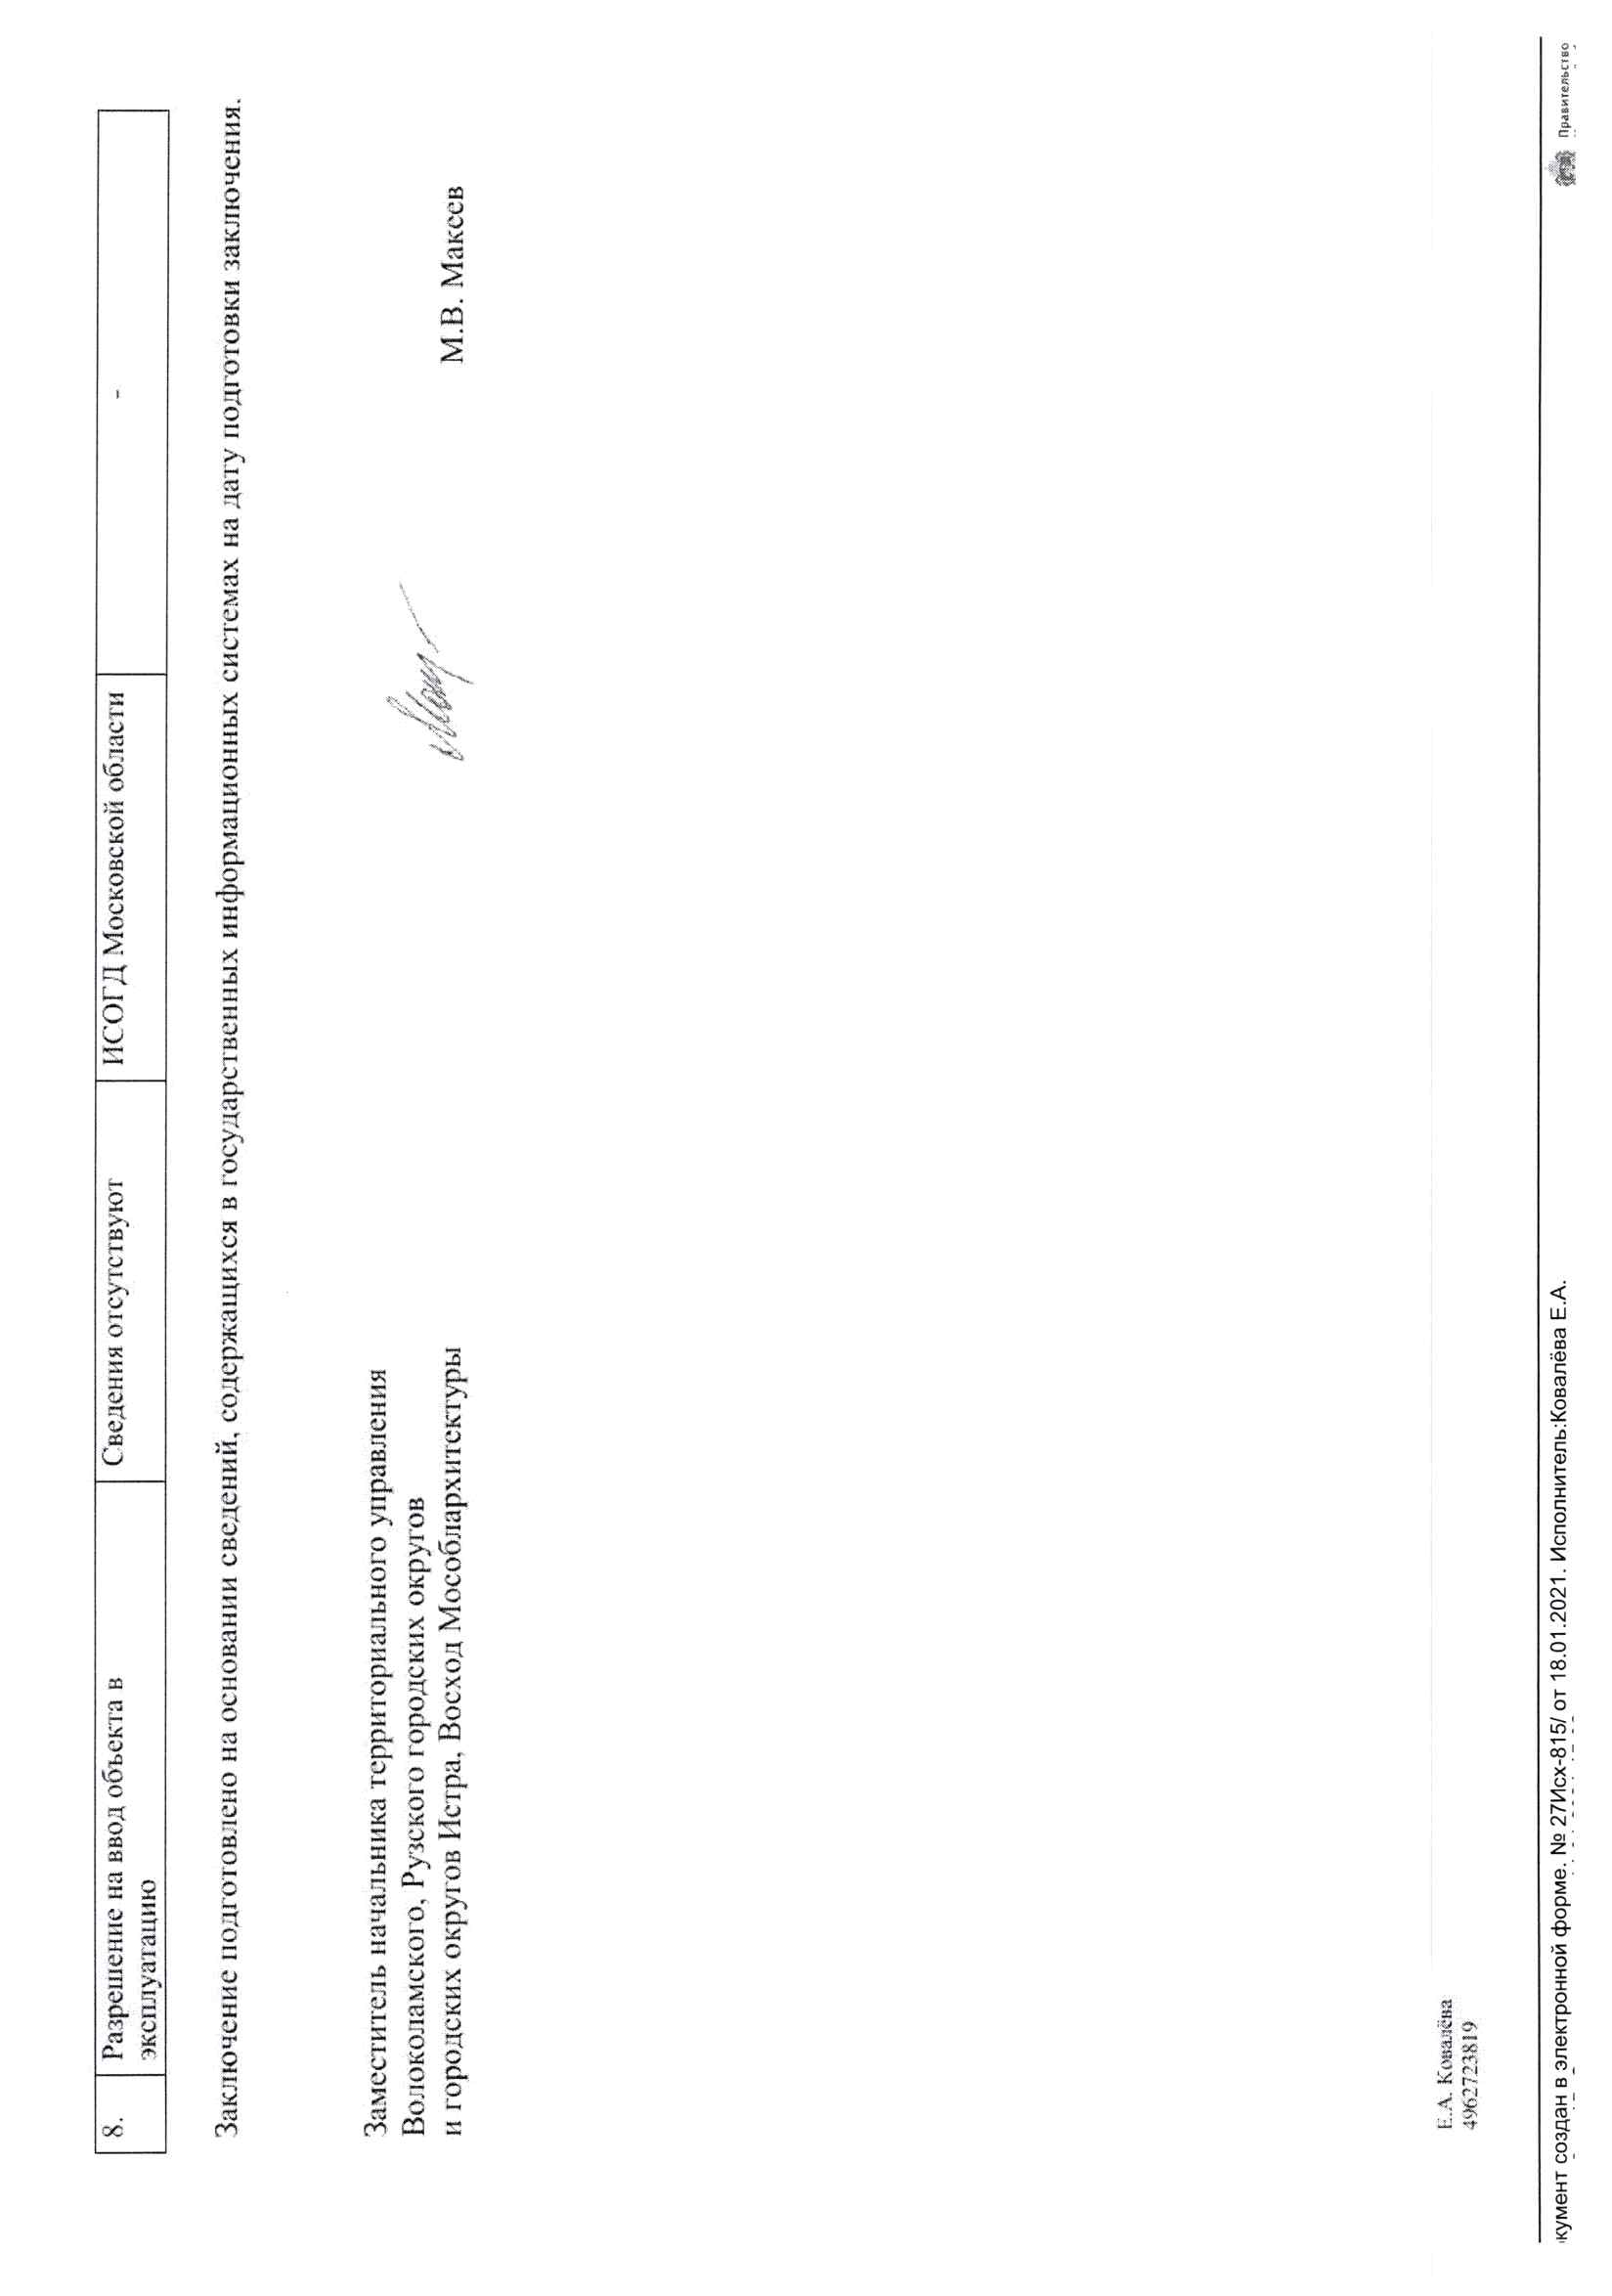 8. Разрешение на ввод объекта в Сведения отсутствуют ИСОГД Московской области -
эксплуатацию
Заключение подготовлено на основании сведений, содержащихся в государственных информационных системах на дату подготовки заключения.
Заместитель начальника территориального управления
Волоколамского, Рузского городских округов
и городских округов Истра, Восход Мособлархитектуры М.В. Макеев
Е.А. Ковалёва
4962723819
кумент создан в электронной форме. № 27Исх-815/ от 18.01.2021. Исполнитель:Ковалёва Е.А.
Правительство